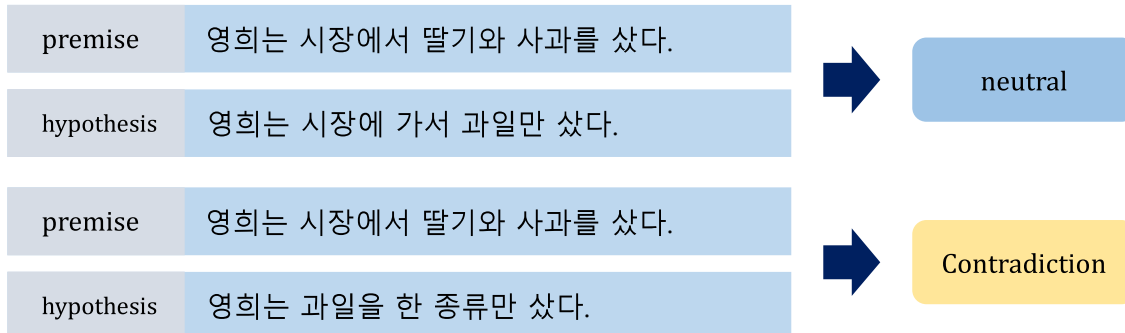 premise 영희는 시장에서 딸기와 사과를 샀다.
neutral
hypothesis 영희는 시장에 가서 과일만 샀다.
premise 영희는 시장에서 딸기와 사과를 샀다.
Contradiction
hypothesis 영희는 과일을 한 종류만 샀다.